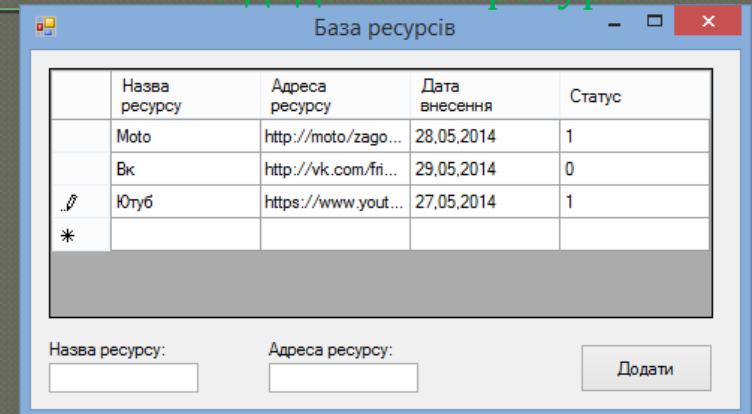 База ресурсів
Назва ресурсу Адреса ресурсу Дата внесення Статус
Moto http://moto/zago... 28,05,2014 1
Вк http://vk.com/fri... 29,05,2014 0
Ютуб https://www.yout... 27,05,2014 1
Назва ресурсу: Адреса ресурсу:
Додати